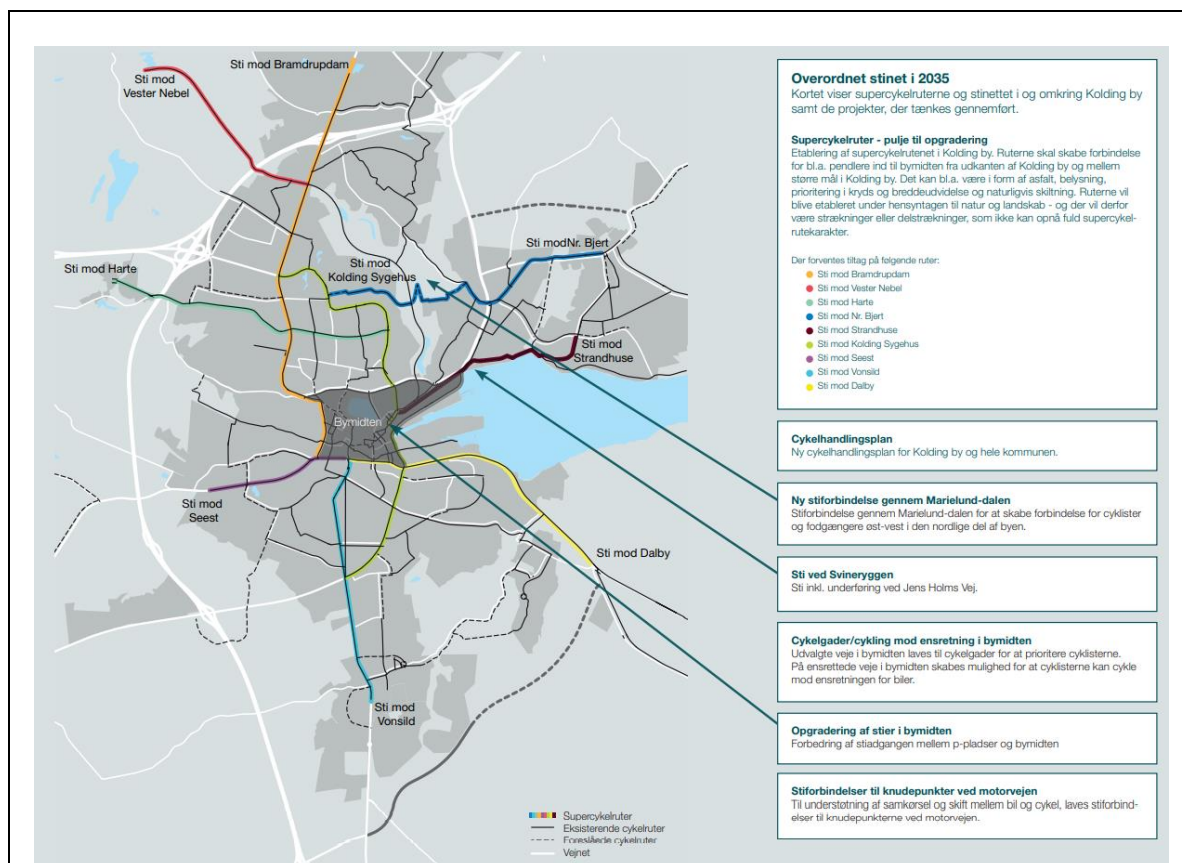 Sti mod Bramdrupdam
Sti mod
Vester Nebel
Sti modNr. Bjert
Sti mod Harte
Sti mod
Kolding Sygehus
Sti mod
Strandhuse
Bymidten
Sti mod
Seest
Sti mod Dalby
Sti mod
Vonsild
Supercykelruter
Eksisterende cykelruter
Foreslåede cykelruter
Vejnet
Overordnet stinet i 2035
Kortet viser supercykelruterne og stinettet i og omkring Kolding by
samt de projekter, der tænkes gennemført.
Supercykelruter - pulje til opgradering
Etablering af supercykelrutenet i Kolding by. Ruterne skal skabe forbindelse
for bl.a. pendlere ind til bymidten fra udkanten af Kolding by og mellem
større mål i Kolding by. Det kan bl.a. være i form af asfalt, belysning,
prioritering i kryds og breddeudvidelse og naturligvis skiltning. Ruterne vil
blive etableret under hensyntagen til natur og landskab - og der vil derfor
være strækninger eller delstrækninger, som ikke kan opnå fuld supercykel-
rutekarakter.
Der forventes tiltag på følgende ruter:
Sti mod Bramdrupdam
Sti mod Vester Nebel
Sti mod Harte
Sti mod Nr. Bjert
Sti mod Strandhuse
Sti mod Kolding Sygehus
Sti mod Seest
Sti mod Vonsild
Sti mod Dalby
Cykelhandlingsplan
Ny cykelhandlingsplan for Kolding by og hele kommunen.
Ny stiforbindelse gennem Marielund-dalen
Stiforbindelse gennem Marielund-dalen for at skabe forbindelse for cyklister
og fodgængere øst-vest i den nordlige del af byen.
Sti ved Svineryggen
Sti inkl. underføring ved Jens Holms Vej.
Cykelgader/cykling mod ensretning i bymidten
Udvalgte veje i bymidten laves til cykelgader for at prioritere cyklisterne.
På ensrettede veje i bymidten skabes mulighed for at cyklisterne kan cykle
mod ensretningen for biler.
Opgradering af stier i bymidten
Forbedring af stiadgangen mellem p-pladser og bymidten
Stiforbindelser til knudepunkter ved motorvejen
Til understøtning af samkørsel og skift mellem bil og cykel, laves stiforbind-
elser til knudepunkterne ved motorvejen.